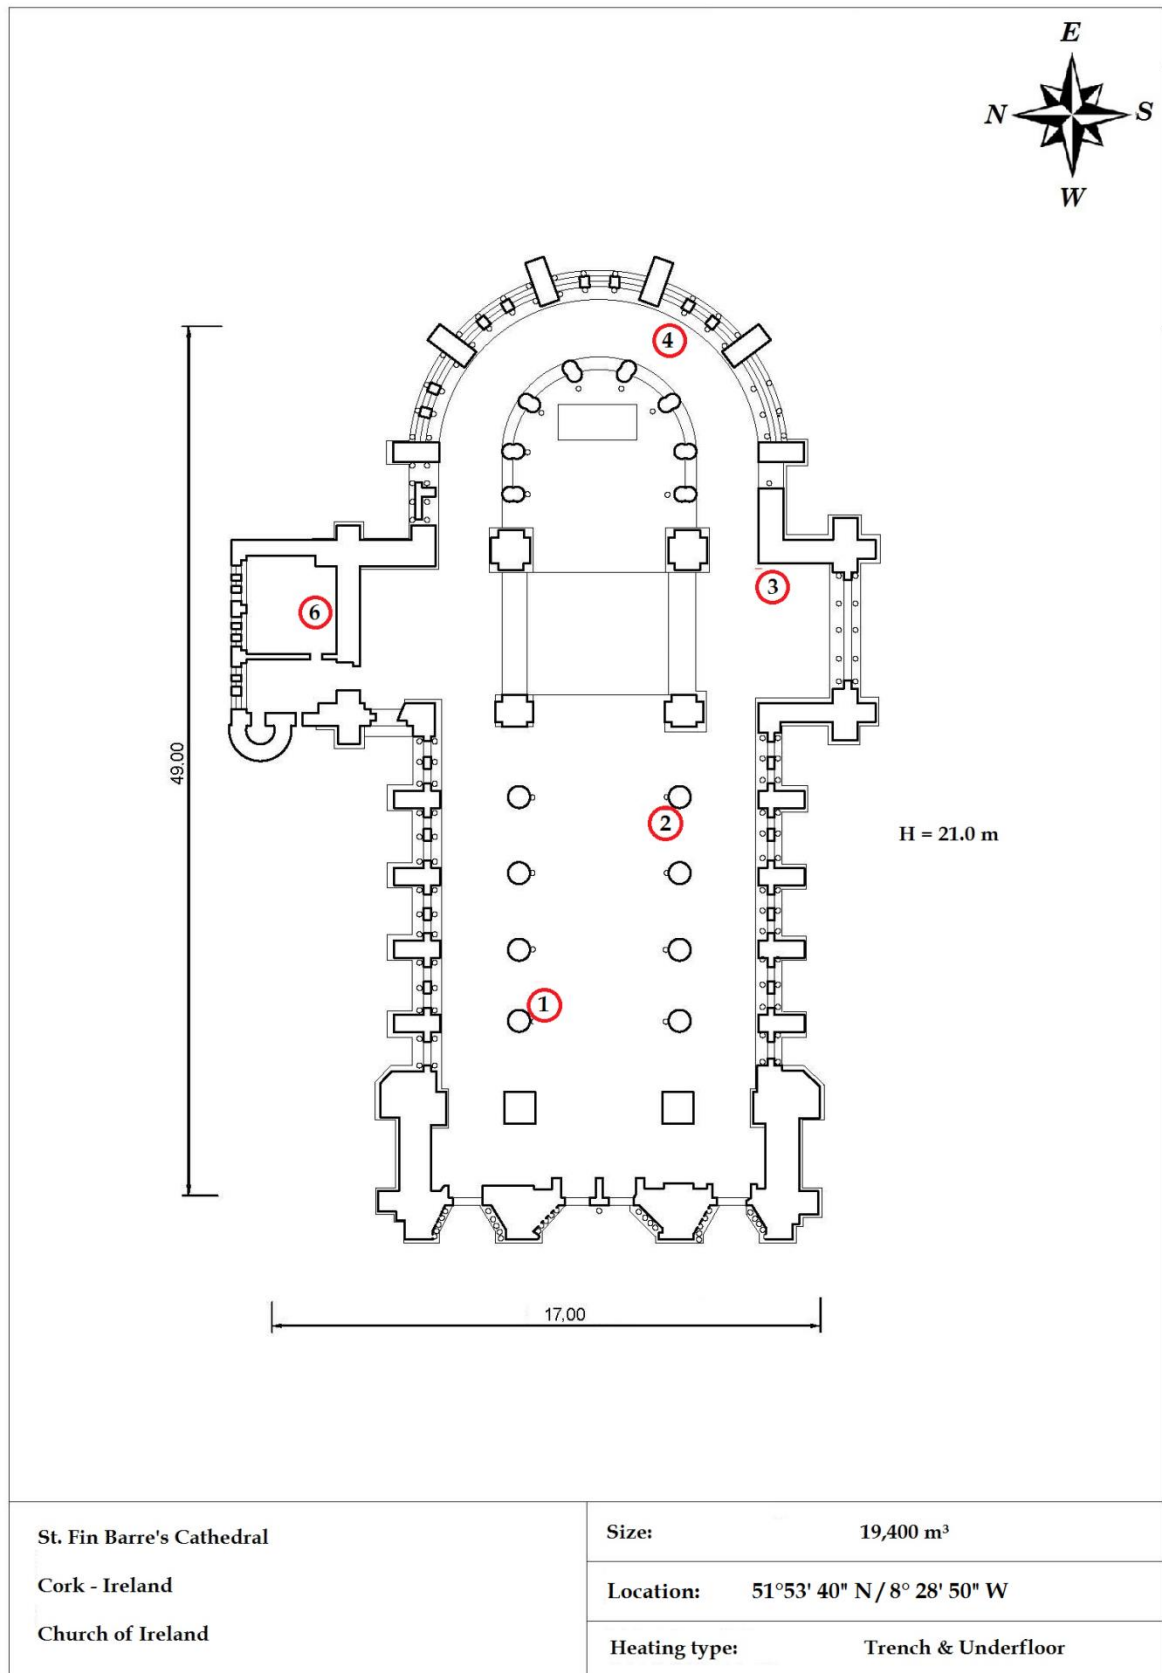 E
N S
W
4
3
6
49.00
2
H = 21.0 m
1
17,00
St. Fin Barre's Cathedral
Cork - Ireland
Church of Ireland
Size: 19,400 m³
Location: 51°53' 40" N / 8° 28' 50" W
Heating type: Trench & Underfloor